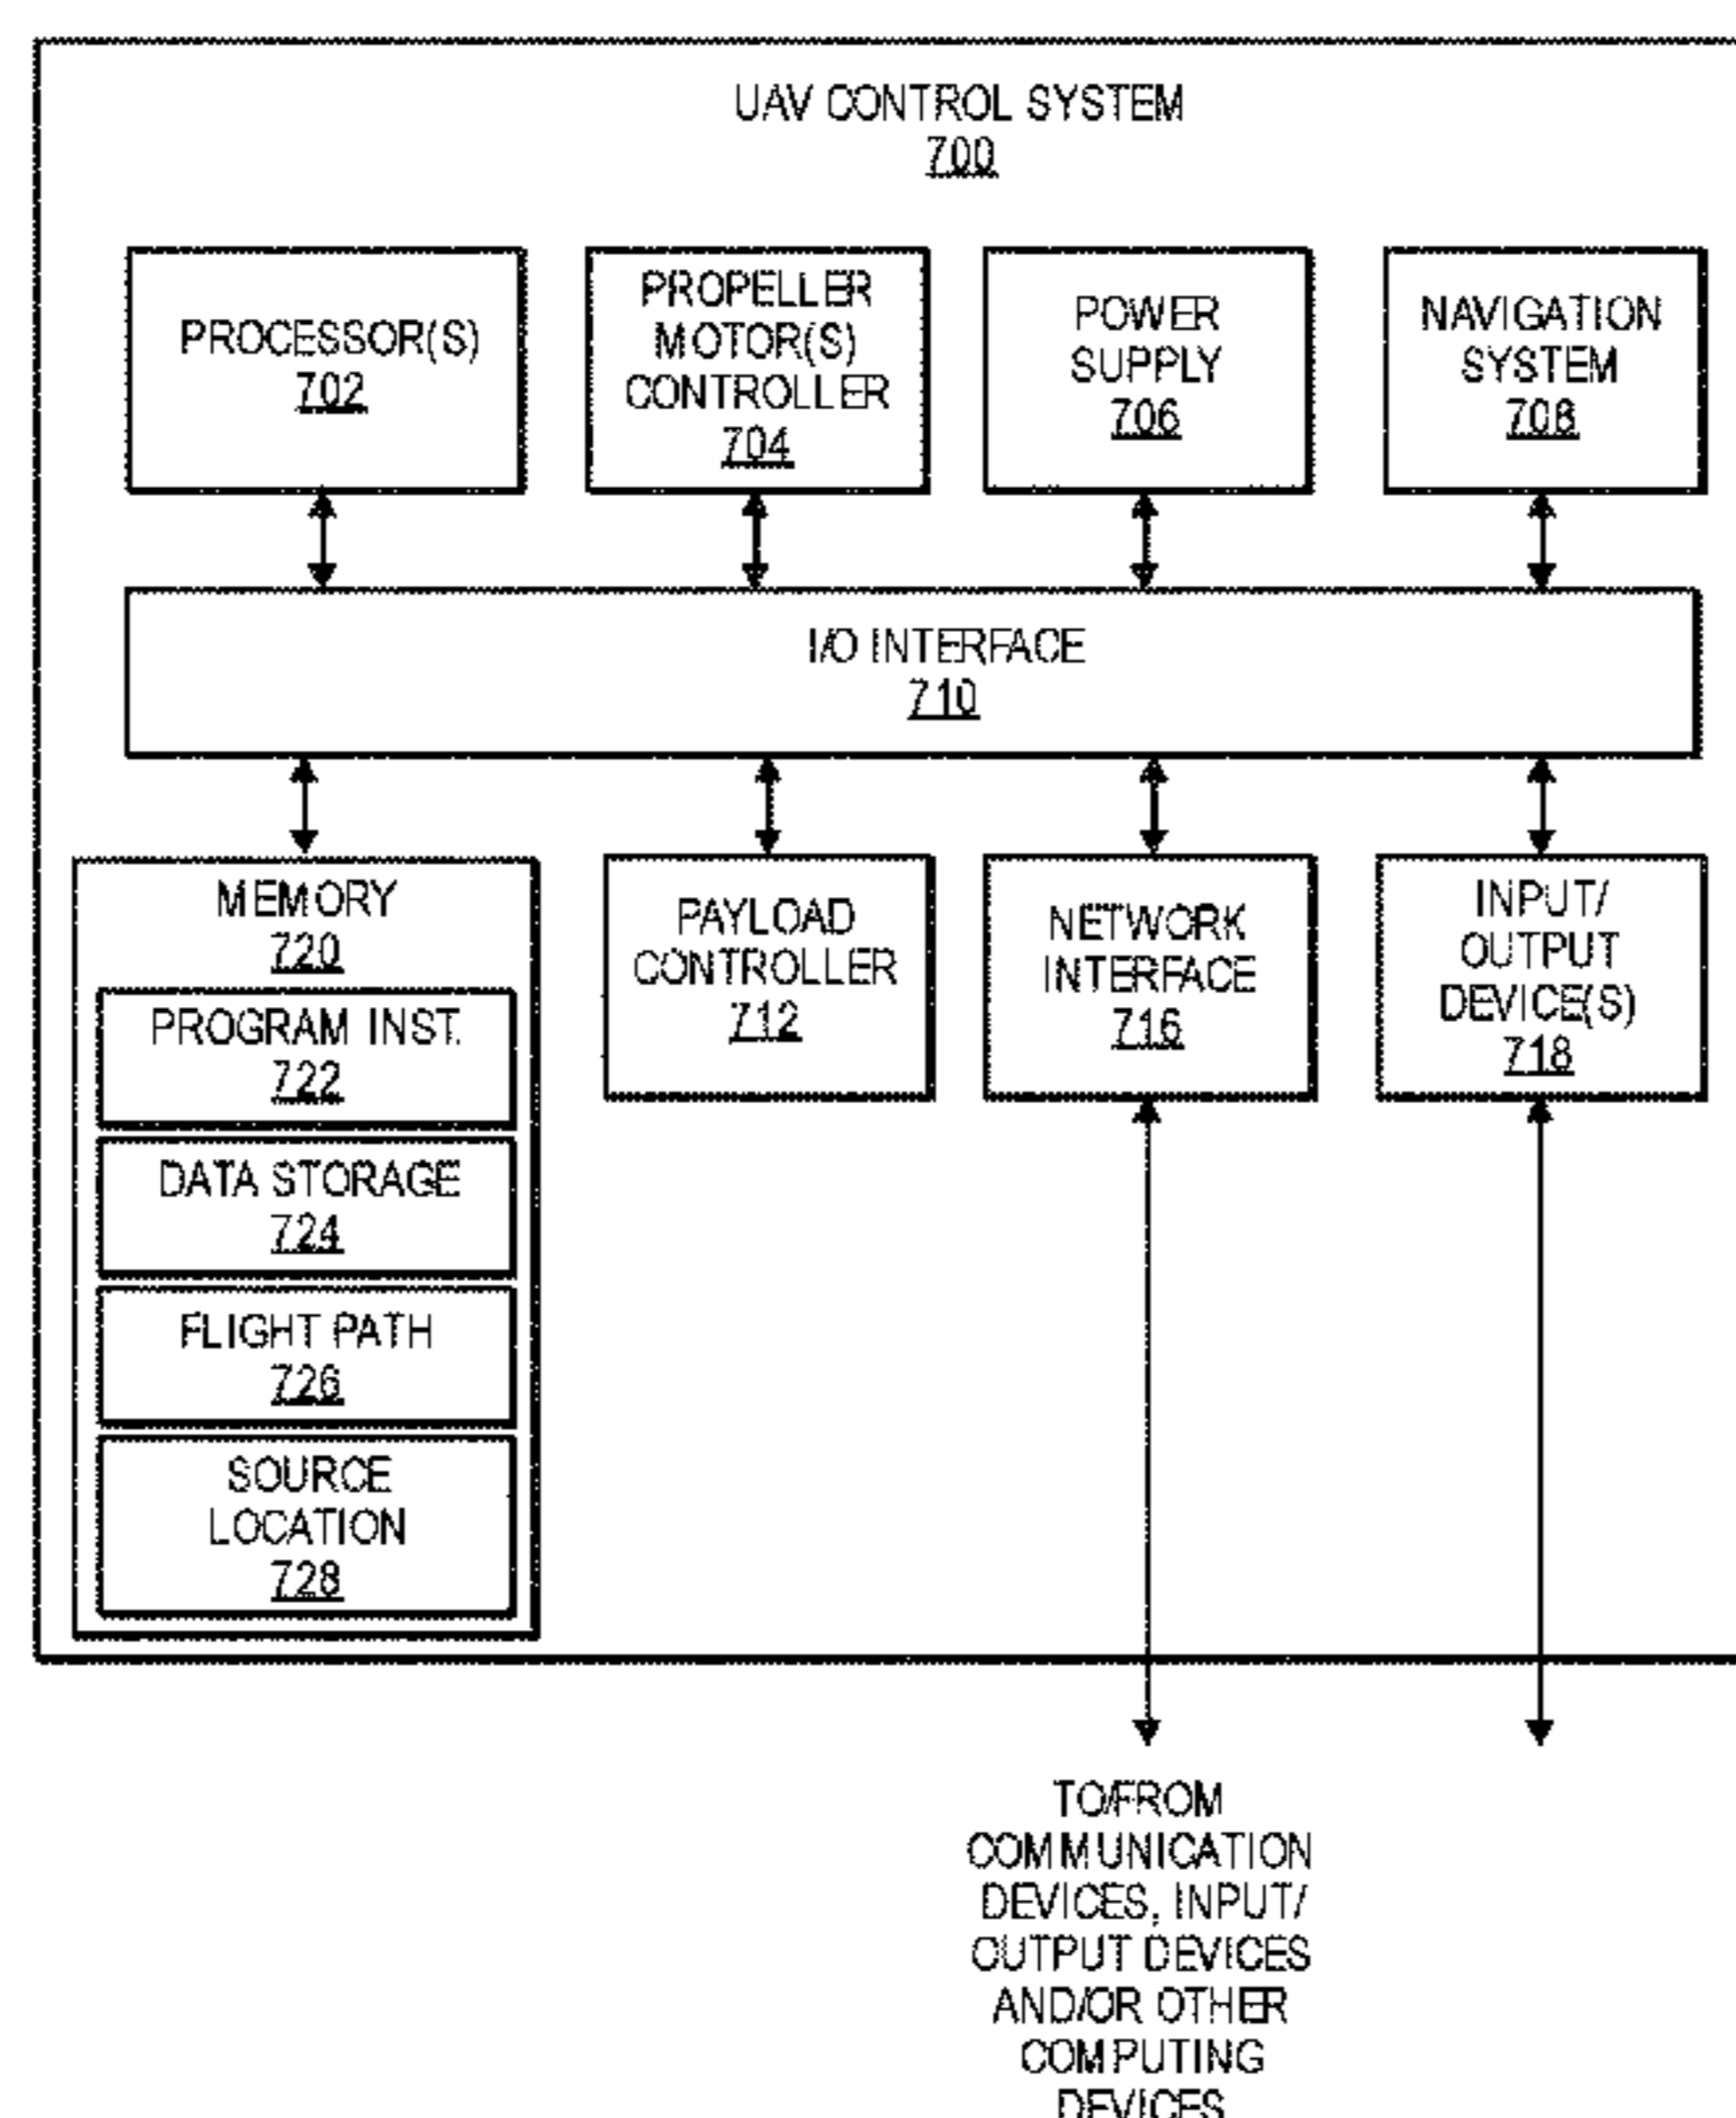 UAV CONTROL SYSTEM
700
PROCESSOR(S)
702
PROPELLER
MOTOR(S)
CONTROLLER
704
POWER
SUPPLY
706
NAVIGATION
SYSTEM
708
I/O INTERFACE
710
MEMORY
720
PROGRAM INST.
722
DATA STORAGE
724
FLIGHT PATH
726
SOURCE
LOCATION
728
PAYLOAD
CONTROLLER
712
NETWORK
INTERFACE
716
INPUT/
OUTPUT
DEVICE(S)
718
TO/FROM
COMMUNICATION
DEVICES, INPUT/
OUTPUT DEVICES
AND/OR OTHER
COMPUTING
DEVICES